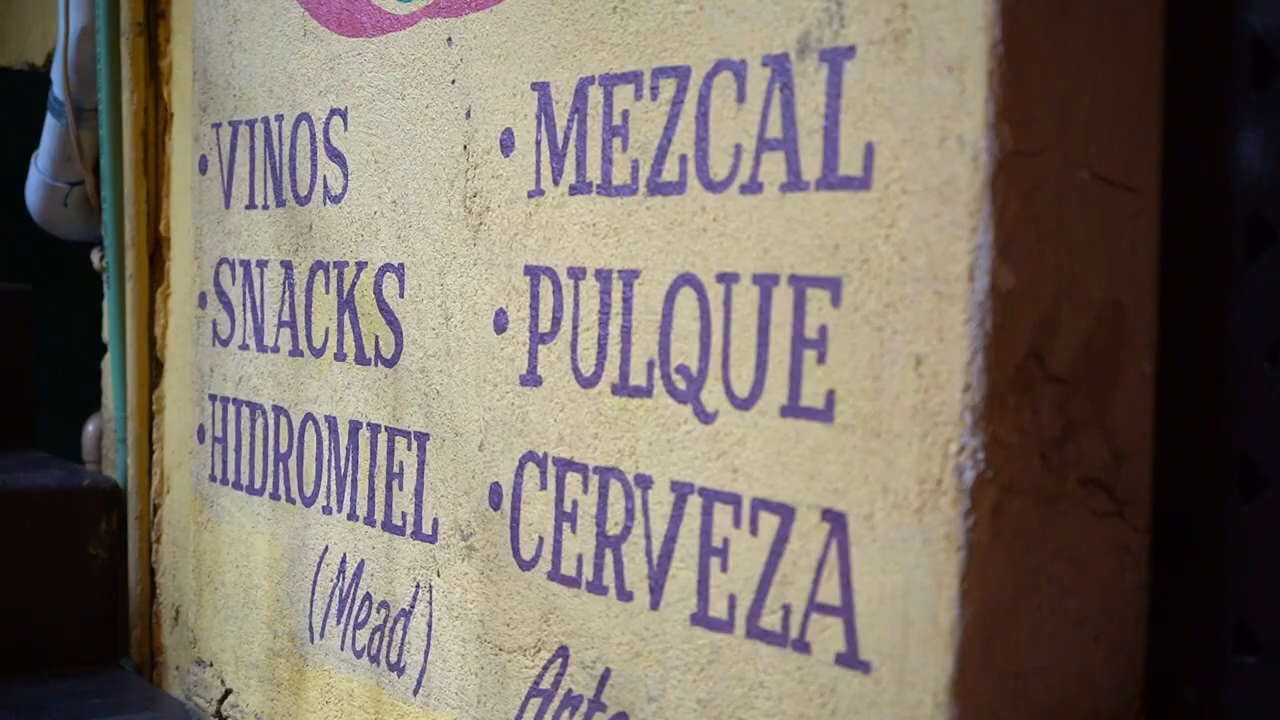 • VINOS
• SNACKS
• HIDROMIEL
(Mead)
• MEZCAL
• PULQUE
• CERVEZA